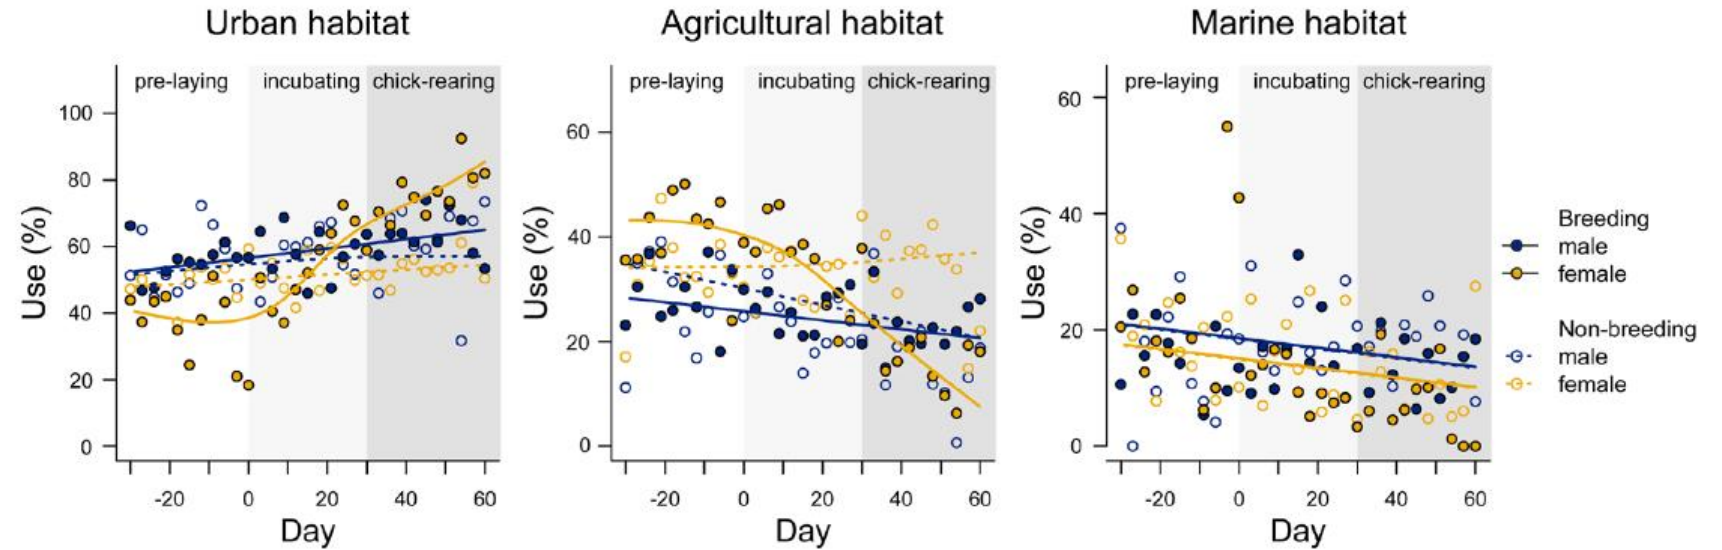 Urban habitat
Agricultural habitat
Marine habitat
pre-laying incubating chick-rearing
pre-laying incubating chick-rearing
pre-laying incubating chick-rearing
Use (%)
100
80
60
40
20
0
-20 0 20 40 60
Day
Use (%)
60
40
20
0
-20 0 20 40 60
Day
Use (%)
60
40
20
0
-20 0 20 40 60
Day
Breeding
male
female
Non-breeding
male
female